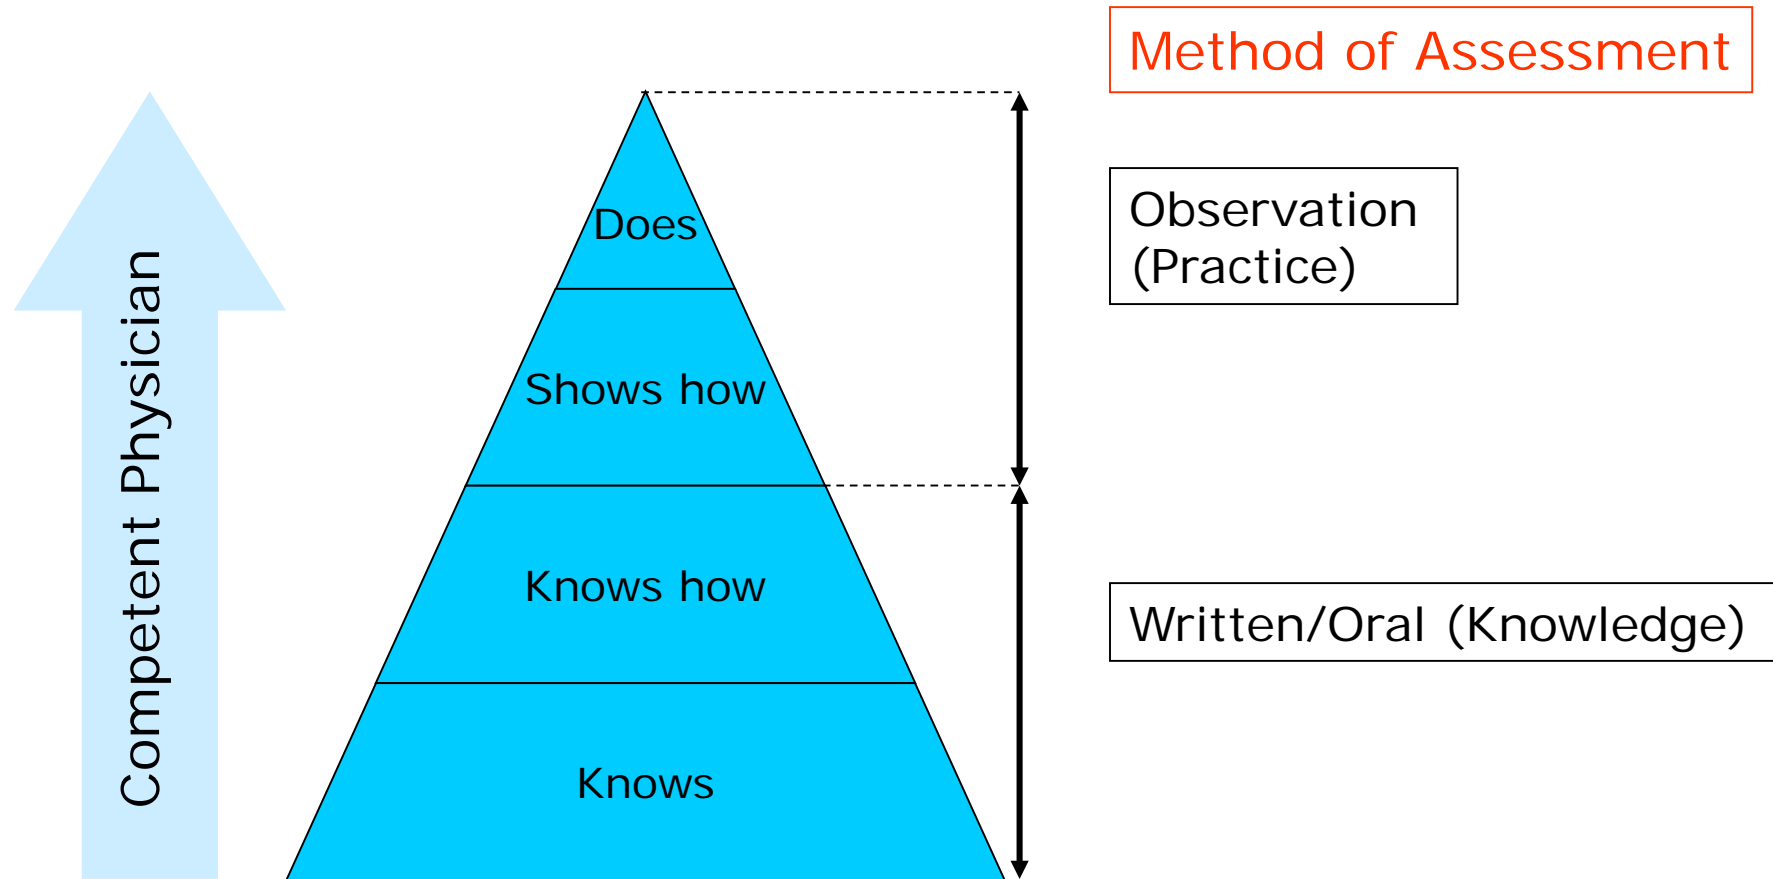 Method of Assessment
Competent Physician
Does
Observation
(Practice)
Shows how
Knows how
Written/Oral (Knowledge)
Knows